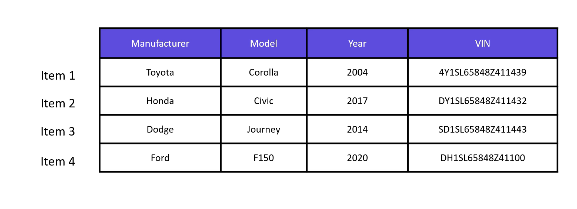 Manufacturer Model Year VIN
Item 1 Toyota Corolla 2004 4Y1SL65848Z411439
Item 2 Honda Civic 2017 DY1SL65848Z411432
Item 3 Dodge Journey 2014 SD1SL65848Z411443
Item 4 Ford F150 2020 DH1SL65848Z41100